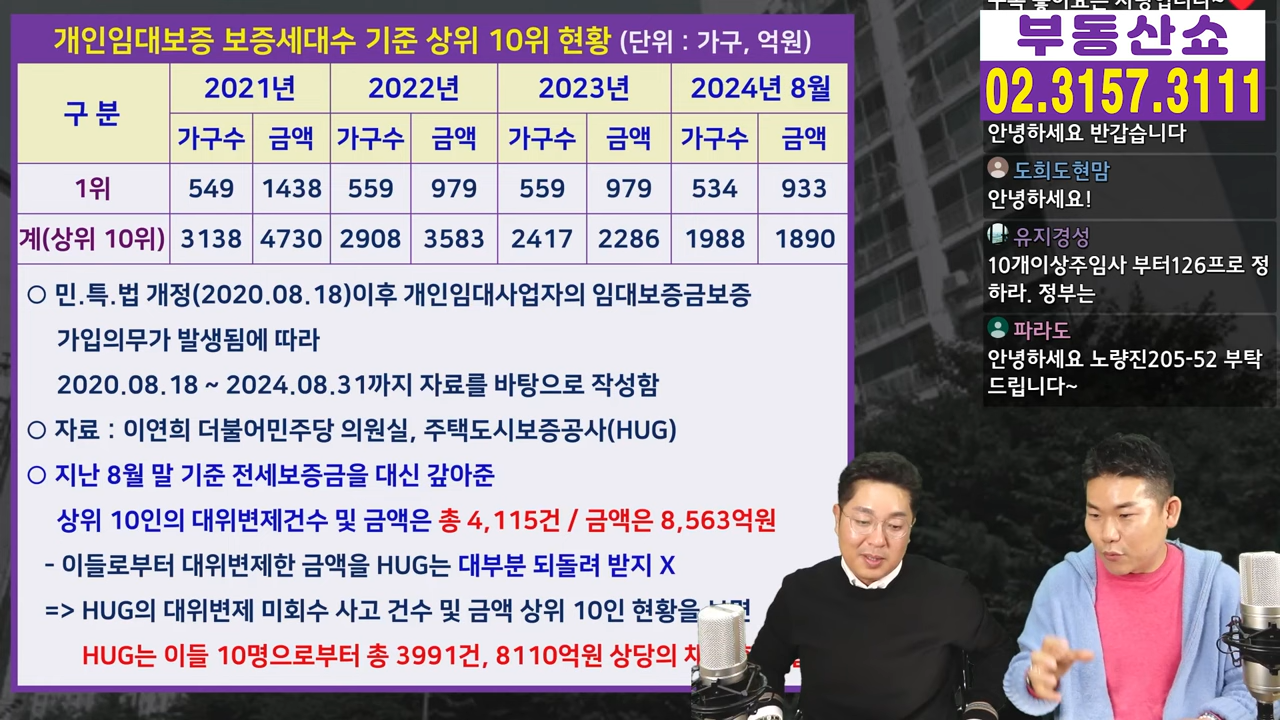 개인임대보증 보증세대수 기준 상위 10위 현황 (단위 : 가구, 억원)
구 분 2021년 2022년 2023년 2024년 8월
가구수 금액 가구수 금액 가구수 금액 가구수 금액
1위 549 1438 559 979 559 979 534 933
계(상위 10위) 3138 4730 2908 3583 2417 2286 1988 1890
○ 민.특.법 개정(2020.08.18)이후 개인임대사업자의 임대보증금보증
가입의무가 발생됨에 따라
2020.08.18 ~ 2024.08.31까지 자료를 바탕으로 작성함
○ 자료 : 이연희 더불어민주당 의원실, 주택도시보증공사(HUG)
○ 지난 8월 말 기준 전세보증금을 대신 갚아준
상위 10인의 대위변제건수 및 금액은 총 4,115건 / 금액은 8,563억원
- 이들로부터 대위변제한 금액을 HUG는 대부분 되돌려 받지 X
=> HUG의 대위변제 미회수 사고 건수 및 금액 상위 10인 현황을 보면
HUG는 이들 10명으로부터 총 3991건, 8110억원 상당의
부동산쇼
02.3157.3111
안녕하세요 반갑습니다
도희도현맘
안녕하세요!
유지경성
10개이상주임사 부터126프로 정
하라. 정부는
파라도
안녕하세요 노량진205-52 부탁
드립니다~